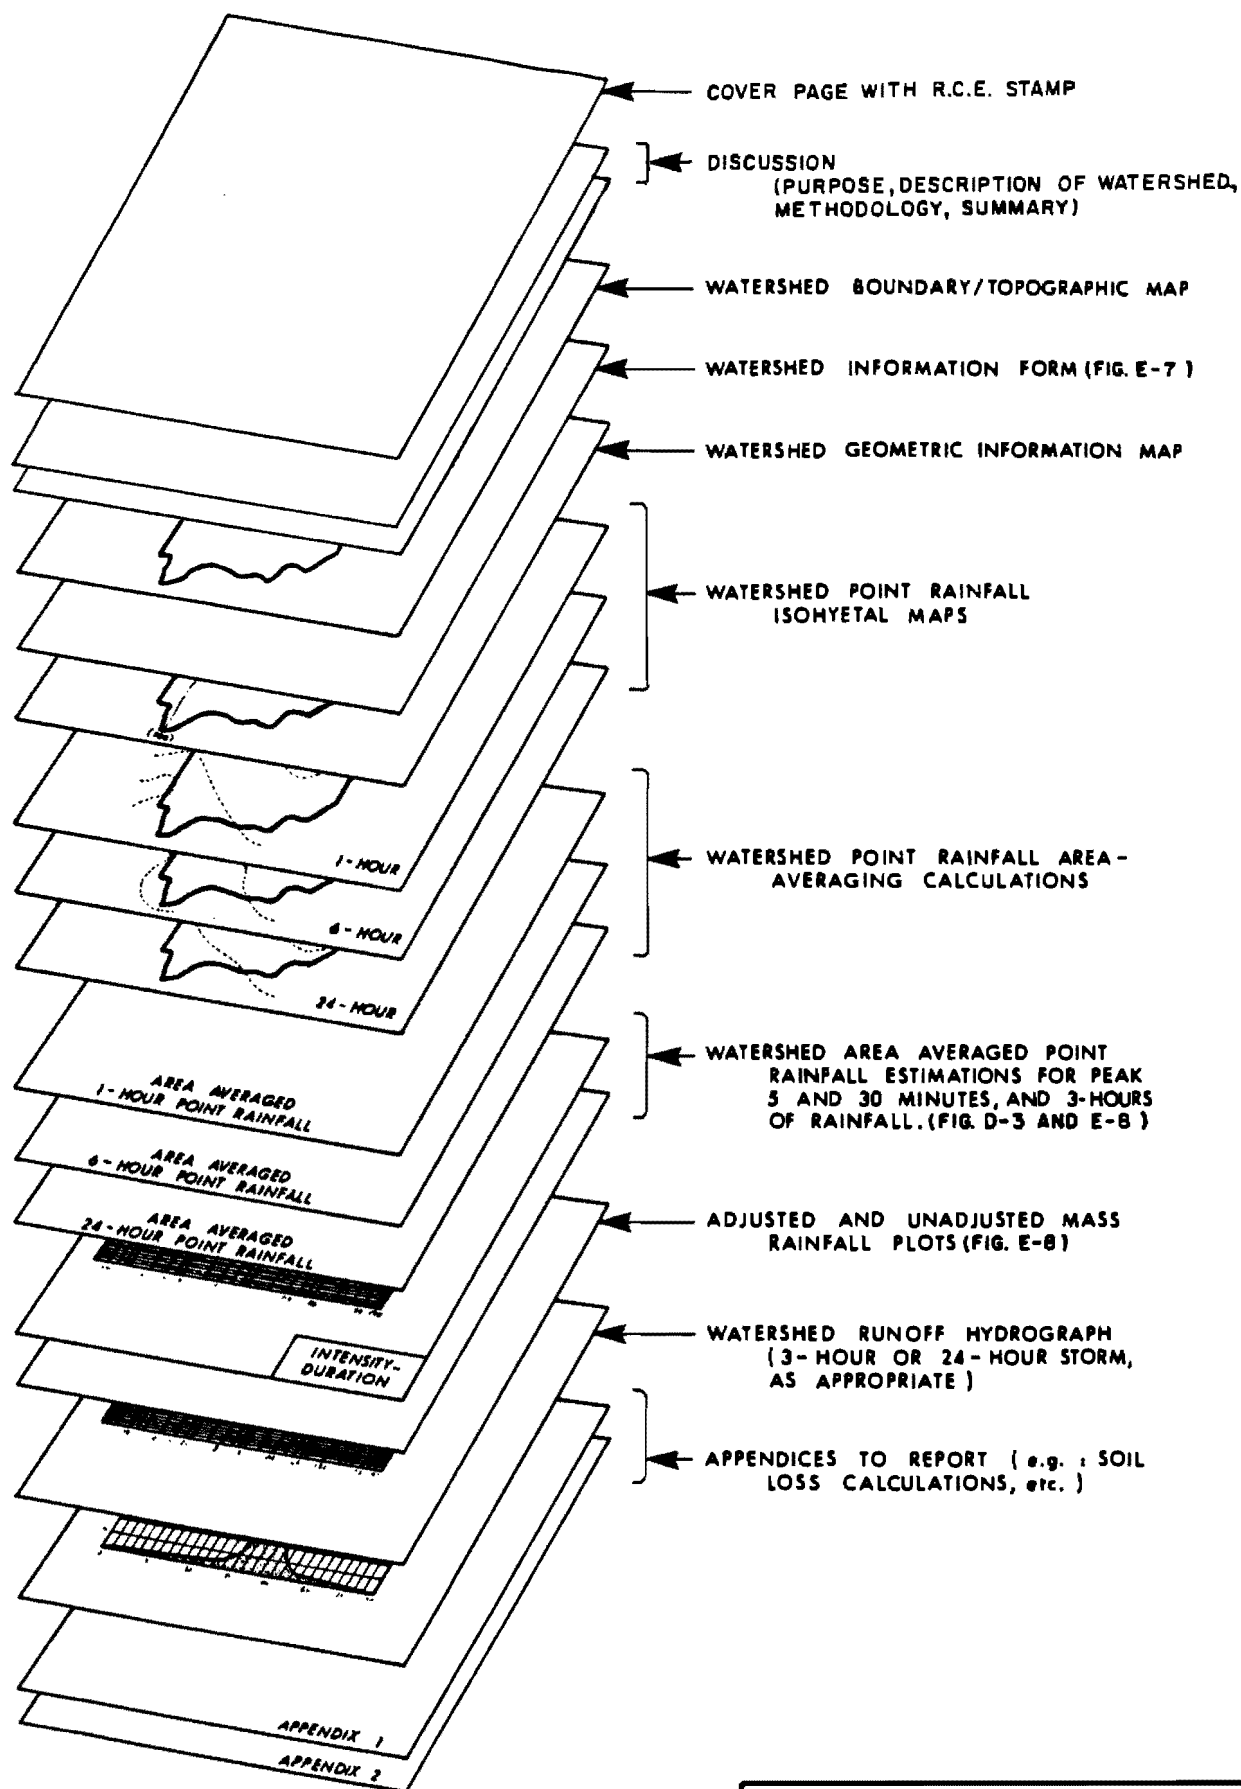 COVER PAGE WITH R.C.E. STAMP
DISCUSSION
(PURPOSE, DESCRIPTION OF WATERSHED,
METHODOLOGY, SUMMARY)
WATERSHED BOUNDARY/TOPOGRAPHIC MAP
WATERSHED INFORMATION FORM (FIG. E-7)
WATERSHED GEOMETRIC INFORMATION MAP
WATERSHED POINT RAINFALL
ISOHYETAL MAPS
1-HOUR
6-HOUR
24-HOUR
WATERSHED POINT RAINFALL AREA-
AVERAGING CALCULATIONS
AREA AVERAGED
1-HOUR POINT RAINFALL
AREA AVERAGED
6-HOUR POINT RAINFALL
AREA AVERAGED
24-HOUR POINT RAINFALL
WATERSHED AREA AVERAGED POINT
RAINFALL ESTIMATIONS FOR PEAK
5 AND 30 MINUTES, AND 3-HOURS
OF RAINFALL. (FIG. D-3 AND E-8)
INTENSITY-
DURATION
ADJUSTED AND UNADJUSTED MASS
RAINFALL PLOTS (FIG. E-8)
WATERSHED RUNOFF HYDROGRAPH
(3-HOUR OR 24-HOUR STORM,
AS APPROPRIATE)
APPENDICES TO REPORT (e.g. : SOIL
LOSS CALCULATIONS, etc.)
APPENDIX 1
APPENDIX 2